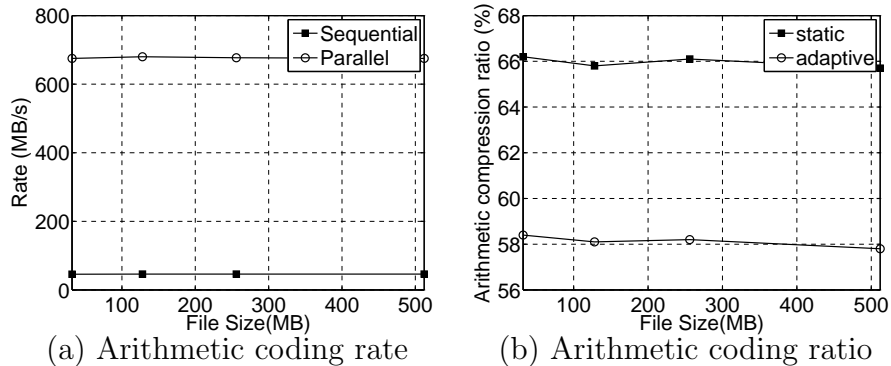 Rate (MB/s)
800
600
400
200
0
Sequential
Parallel
100 200 300 400 500
File Size(MB)
(a) Arithmetic coding rate
Arithmetic compression ratio (%)
68
66
64
62
60
58
56
static
adaptive
100 200 300 400 500
File Size(MB)
(b) Arithmetic coding ratio